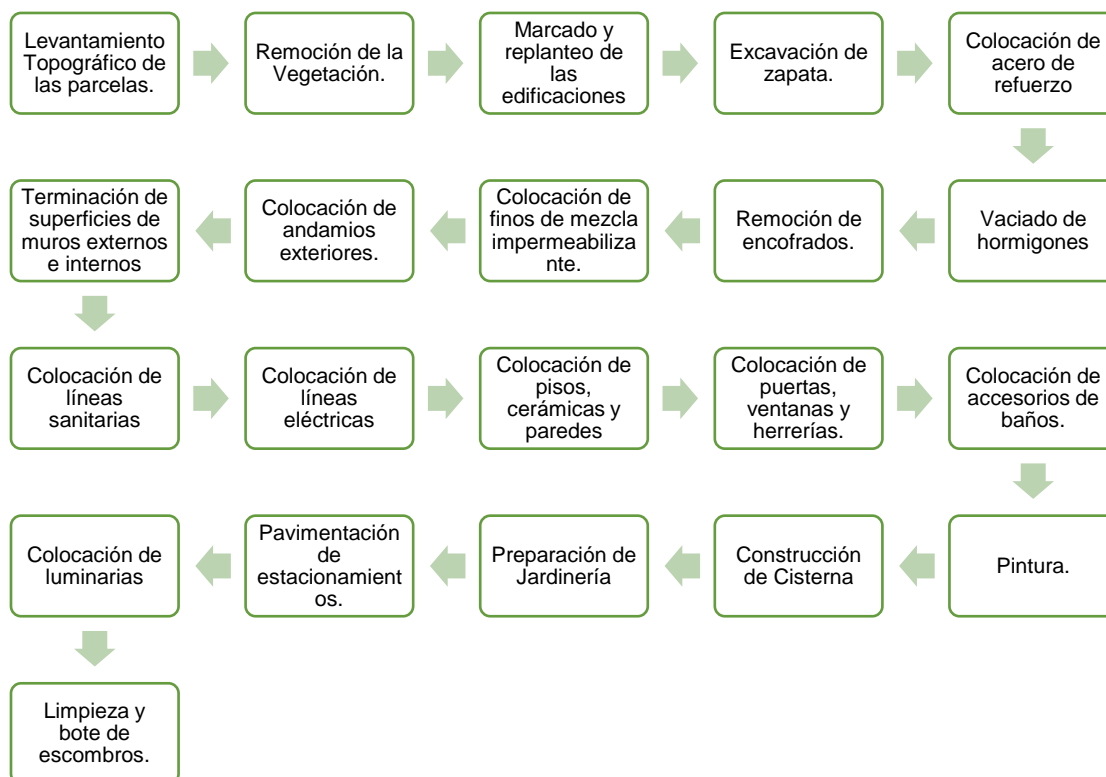 Levantamiento
Topográfico de
las parcelas.
Remoción de la
Vegetación.
Marcado y
replanteo de
las
edificaciones
Excavación de
zapata.
Colocación de
acero de
refuerzo
Vaciado de
hormigones
Remoción de
encofrados.
Colocación de
finos de mezcla
impermeabiliza
nte.
Colocación de
andamios
exteriores.
Terminación de
superficies de
muros externos
e internos
Colocación de
líneas
sanitarias
Colocación de
líneas
eléctricas
Colocación de
pisos,
cerámicas y
paredes
Colocación de
puertas,
ventanas y
herrerías.
Colocación de
accesorios de
baños.
Pintura.
Construcción
de Cisterna
Preparación de
Jardinería
Pavimentación
de
estacionamient
os.
Colocación de
luminarias
Limpieza y
bote de
escombros.